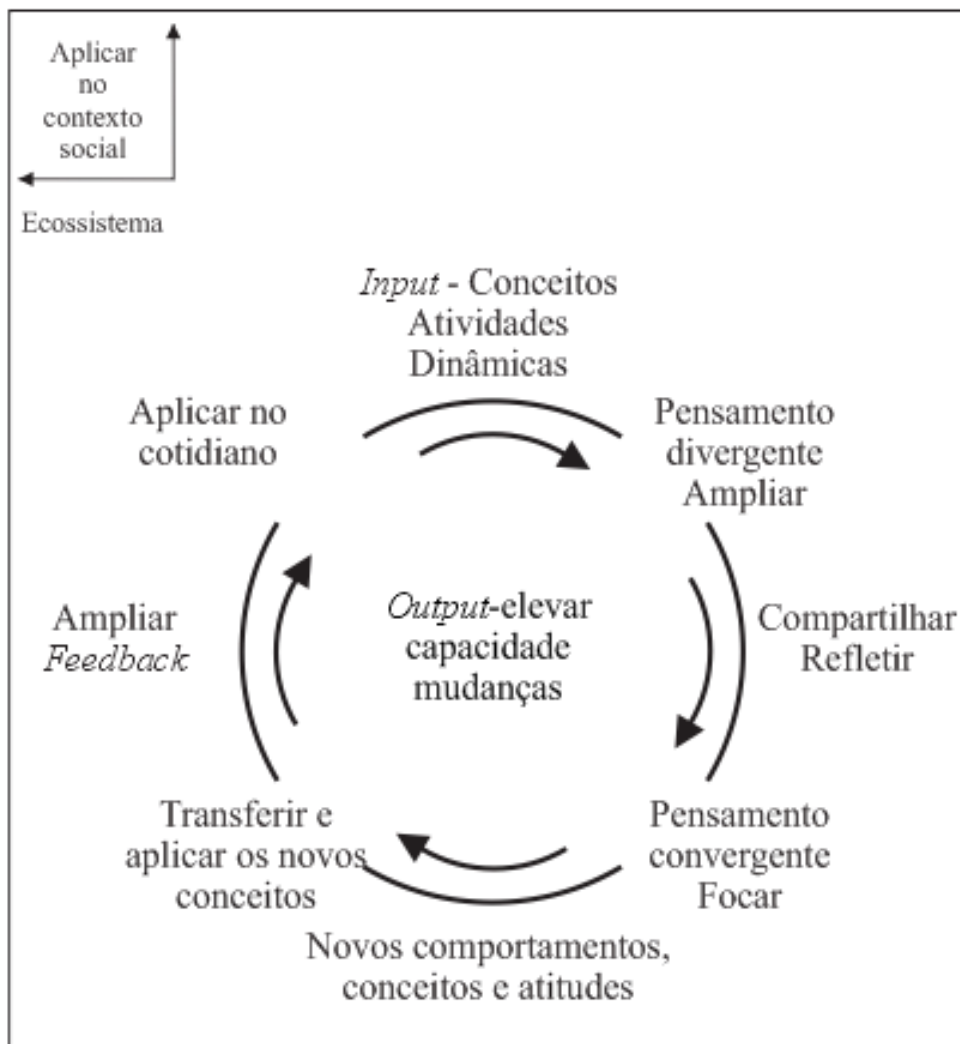 Aplicar
no
contexto
social
Ecossistema
Input - Conceitos
Atividades
Dinâmicas
Aplicar no
cotidiano
Pensamento
divergente
Ampliar
Ampliar
Feedback
Output-elevar
capacidade
mudanças
Compartilhar
Refletir
Transferir e
aplicar os novos
conceitos
Pensamento
convergente
Focar
Novos comportamentos,
conceitos e atitudes